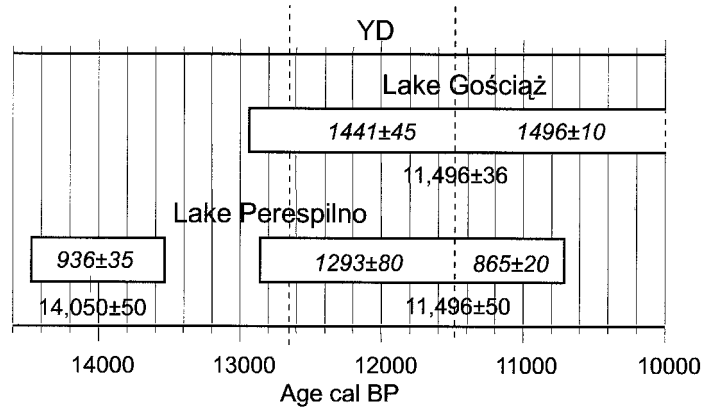 YD
Lake Gościąż
1441±45 1496±10
11,496±36
Lake Perespilno
936±35 1293±80 865±20
14,050±50 11,496±50
14000 13000 12000 11000 10000
Age cal BP